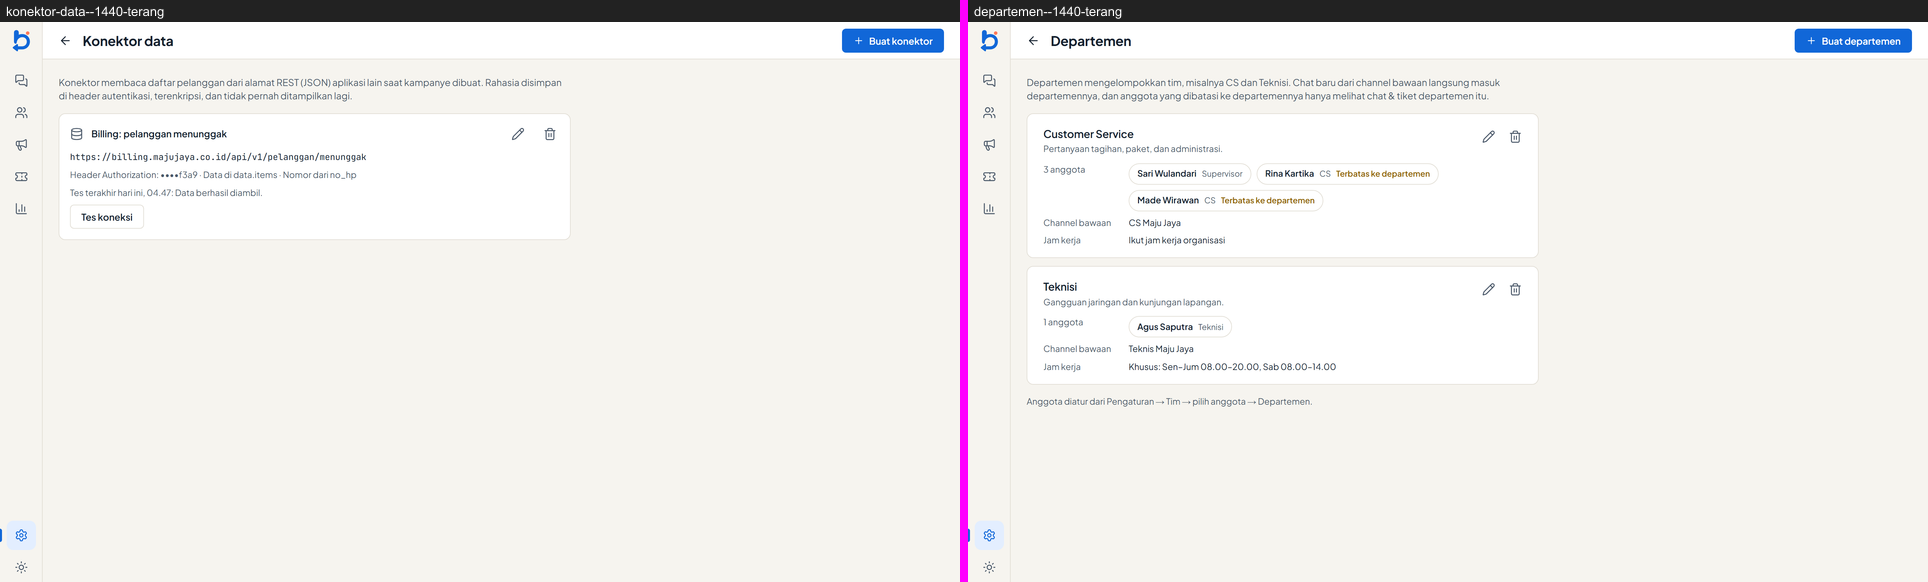 konektor-data--1440-terang
Konektor data
+ Buat konektor
Konektor membaca daftar pelanggan dari alamat REST (JSON) aplikasi lain saat kampanye dibuat. Rahasia disimpan
di header autentikasi, terenkripsi, dan tidak pernah ditampilkan lagi.
Billing: pelanggan menunggak
https://billing.majujaya.co.id/api/v1/pelanggan/menunggak
Header Authorization: ••••f3a9 · Data di data.items · Nomor dari no_hp
Tes terakhir hari ini, 04.47: Data berhasil diambil.
Tes koneksi
departemen--1440-terang
Departemen
+ Buat departemen
Departemen mengelompokkan tim, misalnya CS dan Teknisi. Chat baru dari channel bawaan langsung masuk
departemennya, dan anggota yang dibatasi ke departemennya hanya melihat chat & tiket departemen itu.
Customer Service
Pertanyaan tagihan, paket, dan administrasi.
3 anggota Sari Wulandari Supervisor Rina Kartika CS Terbatas ke departemen
Made Wirawan CS Terbatas ke departemen
Channel bawaan CS Maju Jaya
Jam kerja Ikut jam kerja organisasi
Teknisi
Gangguan jaringan dan kunjungan lapangan.
1 anggota Agus Saputra Teknisi
Channel bawaan Teknis Maju Jaya
Jam kerja Khusus: Sen–Jum 08.00–20.00, Sab 08.00–14.00
Anggota diatur dari Pengaturan → Tim → pilih anggota → Departemen.